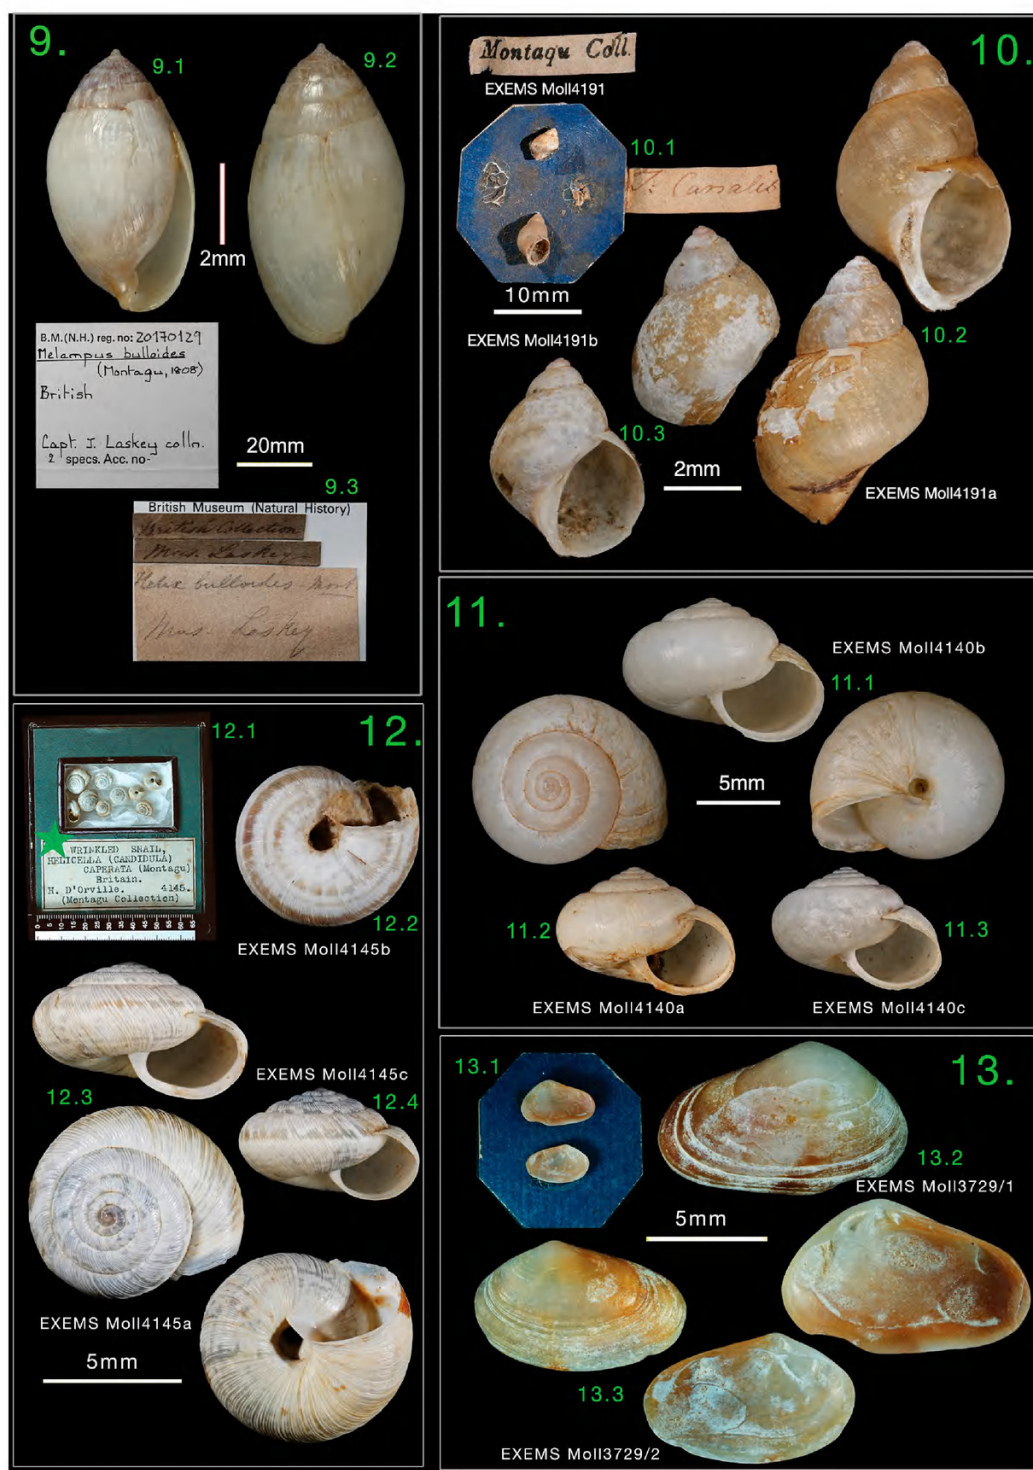 9.
9.1
9.2
2mm
B.M.(N.H.) reg. no: 20170129
Melampus bulloides
(Montagu, 1808)
British
Capt. J. Laskey colln.
2 specs. Acc. no-
20mm
9.3
British Museum (Natural History)
British Collection
Mus. Laskey
Helix bulloides Mont
Mus. Laskey
10.
Montagu Coll.
EXEMS Moll4191
10.1
10mm
EXEMS Moll4191b
10.2
10.3
2mm
EXEMS Moll4191a
11.
EXEMS Moll4140b
11.1
5mm
11.2
11.3
EXEMS Moll4140a
EXEMS Moll4140c
12.
12.1
WRINKLED SNAIL,
HELICELLA (CANDIDULA)
CAPERATA (Montagu)
Britain.
H. D'Orville. 4145.
(Montagu Collection)
12.2
EXEMS Moll4145b
EXEMS Moll4145c
12.3
12.4
EXEMS Moll4145a
5mm
13.
13.1
13.2
EXEMS Moll3729/1
5mm
13.3
EXEMS Moll3729/2